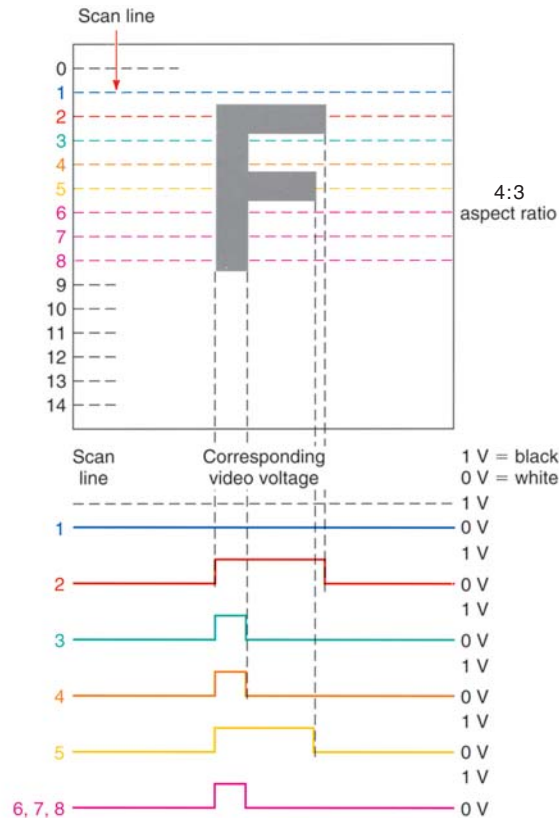 Scan line
0
1
2
3
4
5
6
7
8
9
10
11
12
13
14
F
4:3
aspect ratio
Scan
line
Corresponding
video voltage
1 V = black
0 V = white
1 V
1
0 V
1 V
2
0 V
1 V
3
0 V
1 V
4
0 V
1 V
5
0 V
1 V
6, 7, 8
0 V